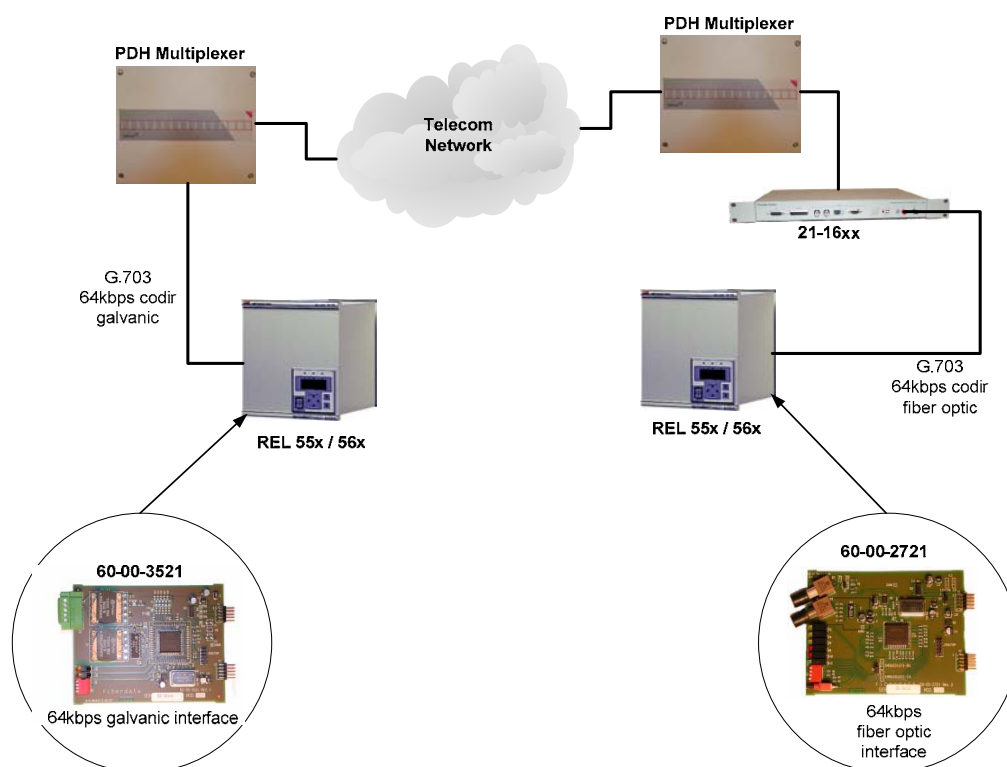 PDH Multiplexer
PDH Multiplexer
Telecom
Network
21-16xx
G.703
64kbps codir
galvanic
G.703
64kbps codir
fiber optic
REL 55x / 56x
REL 55x / 56x
60-00-3521
60-00-2721
fiberdata
64kbps galvanic interface
64kbps
fiber optic
interface